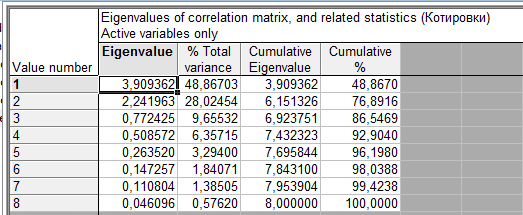 Eigenvalues of correlation matrix, and related statistics (Котировки)
Active variables only
Eigenvalue % Total Cumulative Cumulative
Value number variance Eigenvalue %
1 3,909362 48,86703 3,909362 48,8670
2 2,241963 28,02454 6,151326 76,8916
3 0,772425 9,65532 6,923751 86,5469
4 0,508572 6,35715 7,432323 92,9040
5 0,263520 3,29400 7,695844 96,1980
6 0,147257 1,84071 7,843100 98,0388
7 0,110804 1,38505 7,953904 99,4238
8 0,046096 0,57620 8,000000 100,0000